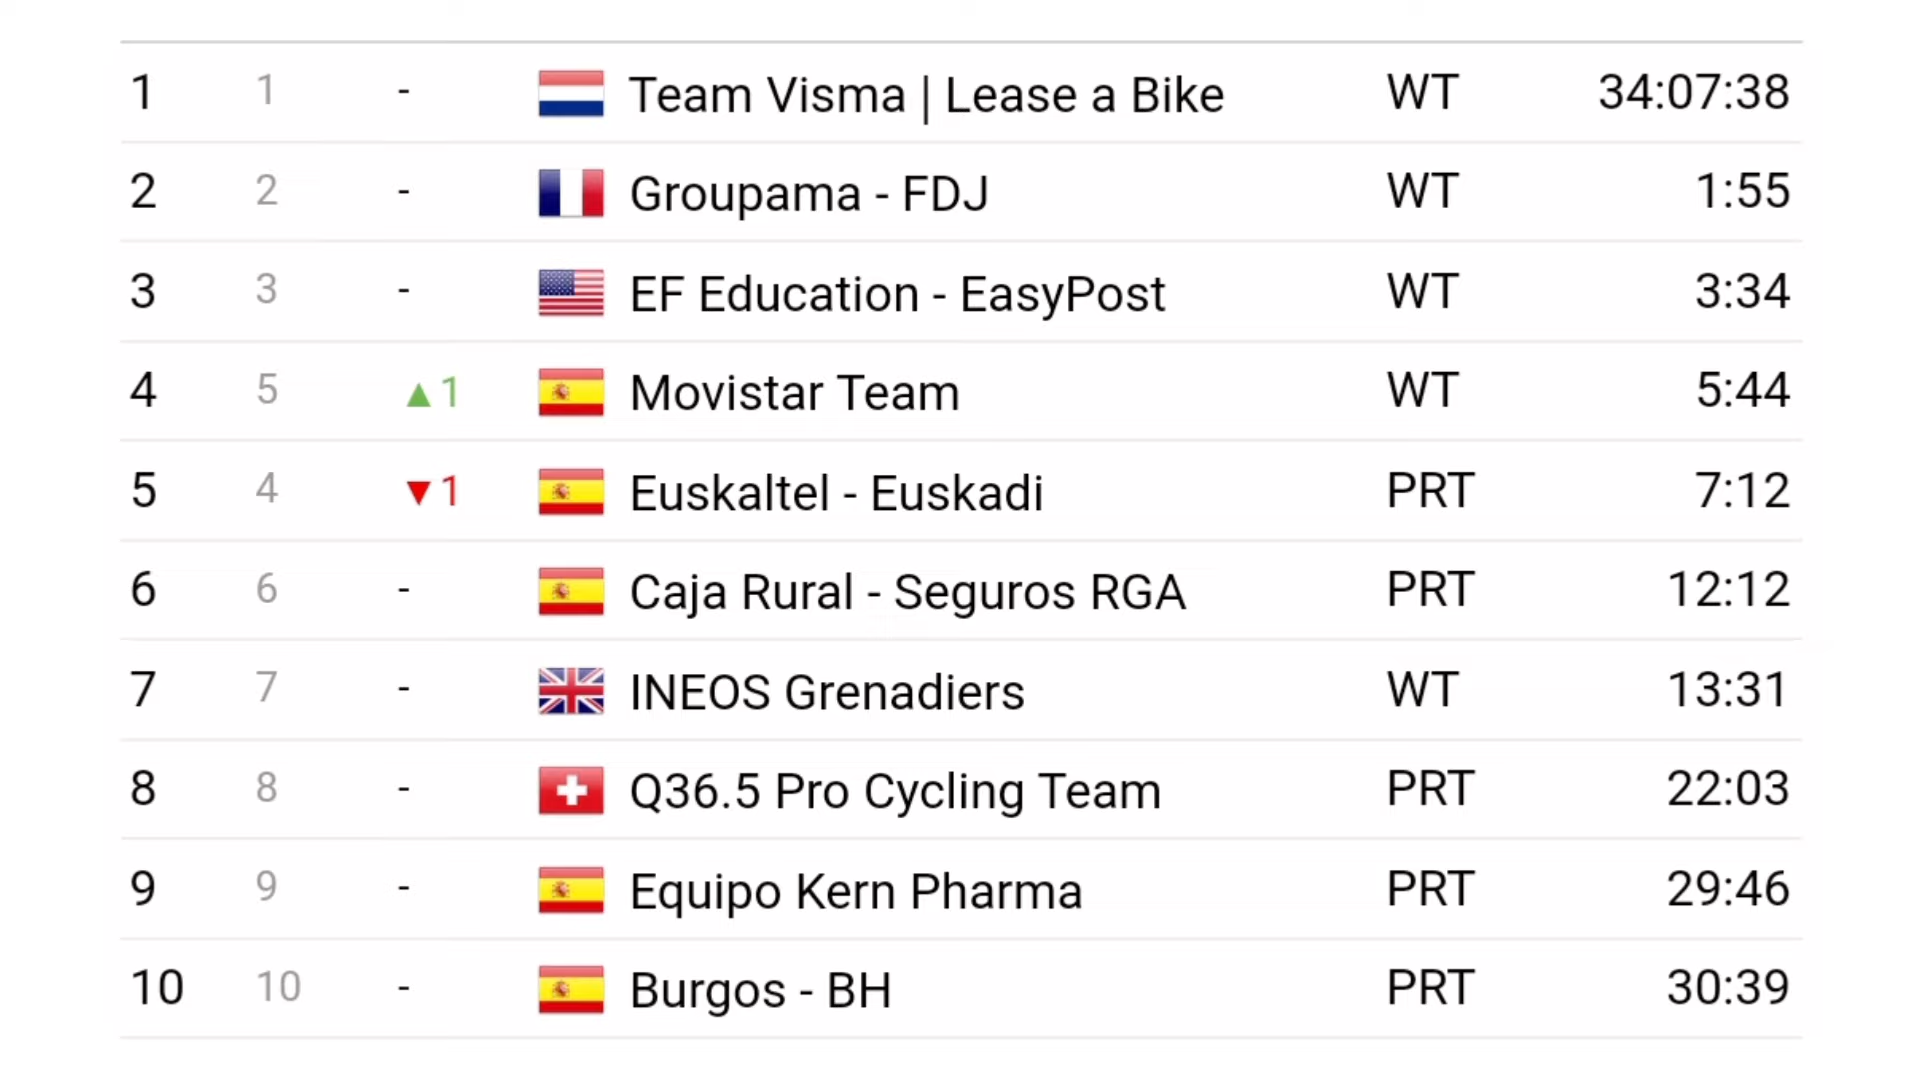 1 1 - Team Visma | Lease a Bike WT 34:07:38
2 2 - Groupama - FDJ WT 1:55
3 3 - EF Education - EasyPost WT 3:34
4 5 ▲1 Movistar Team WT 5:44
5 4 ▼1 Euskaltel - Euskadi PRT 7:12
6 6 - Caja Rural - Seguros RGA PRT 12:12
7 7 - INEOS Grenadiers WT 13:31
8 8 - Q36.5 Pro Cycling Team PRT 22:03
9 9 - Equipo Kern Pharma PRT 29:46
10 10 - Burgos - BH PRT 30:39